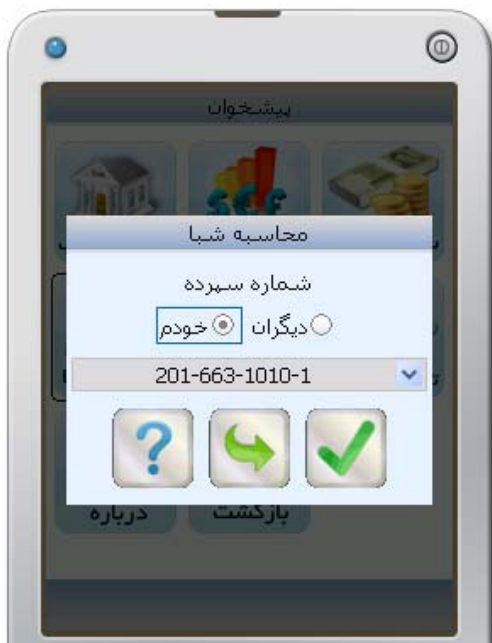 پیشخوان
محاسبه شبا
شماره سپرده
دیگران خودم
201-663-1010-1
بازگشت درباره